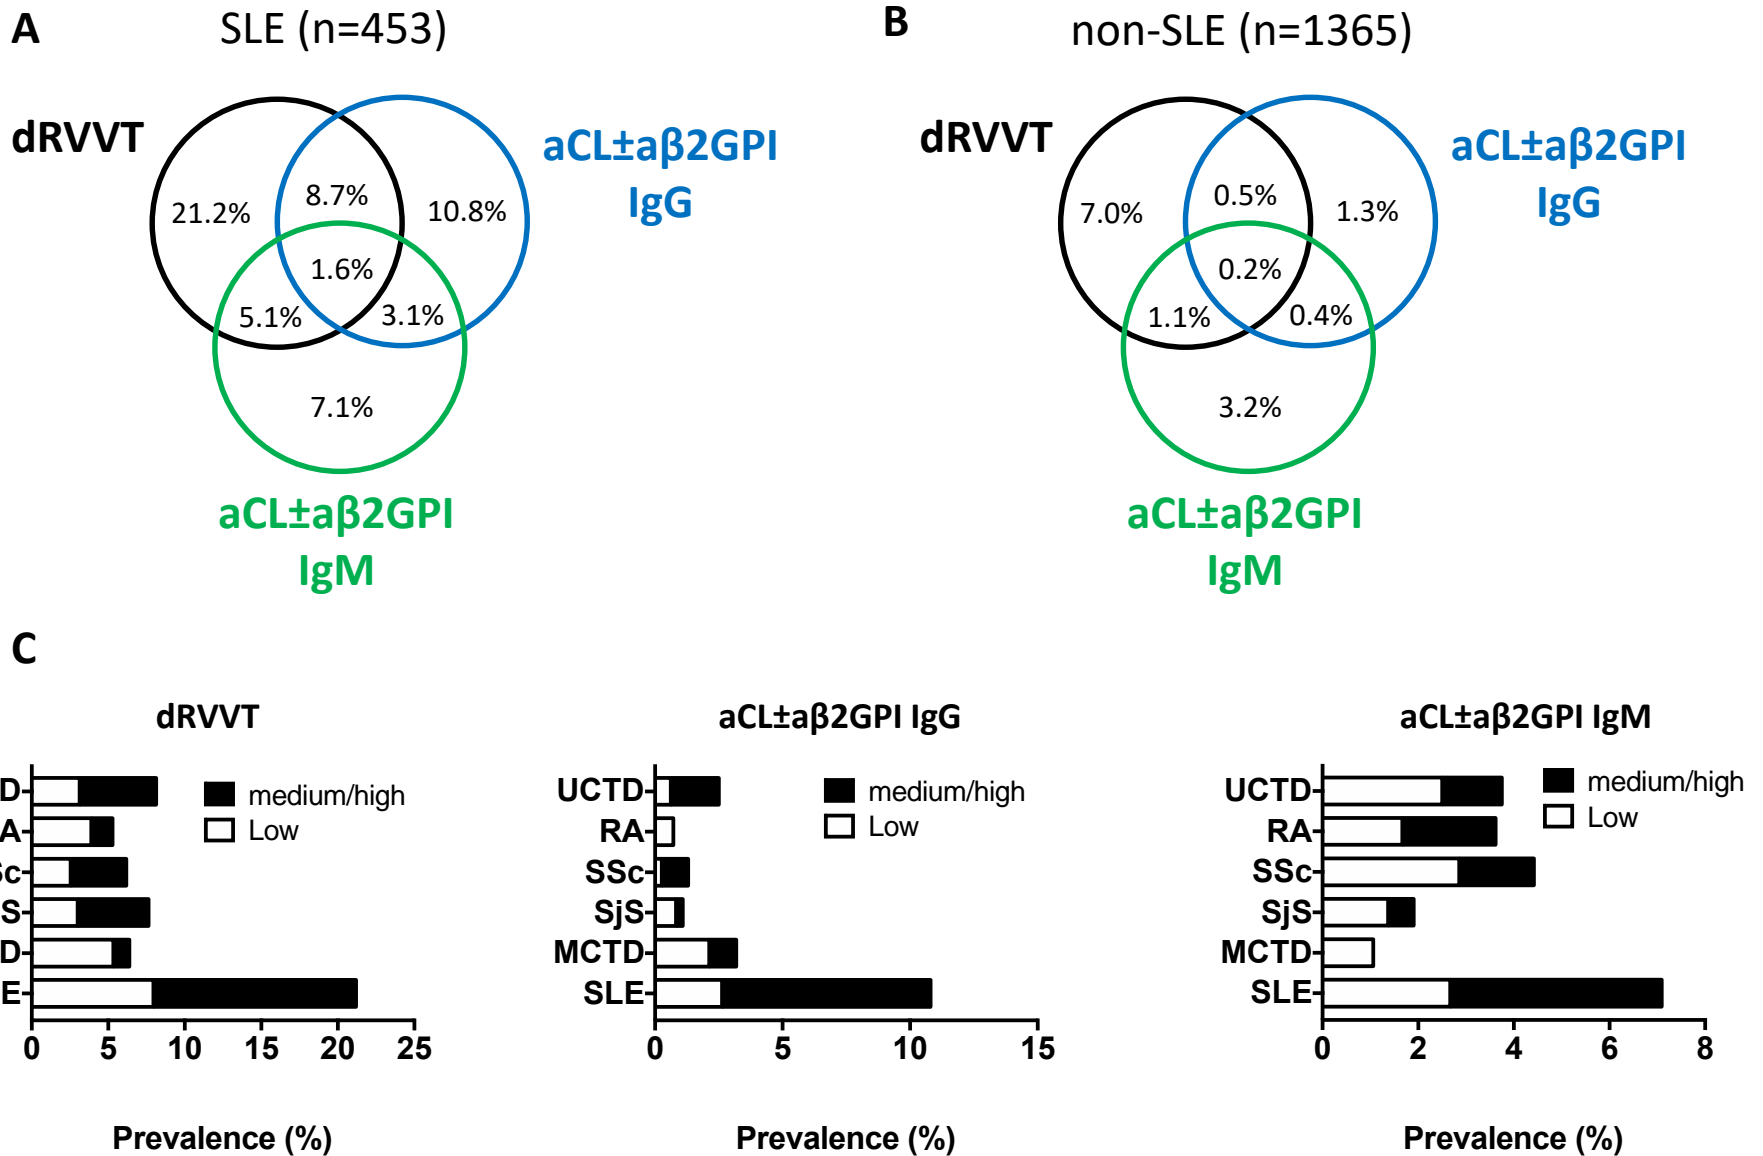 A
SLE (n=453)
dRVVT
aCL±aβ2GPI
IgG
21.2%
8.7%
10.8%
1.6%
5.1%
3.1%
7.1%
aCL±aβ2GPI
IgM
B
non-SLE (n=1365)
dRVVT
aCL±aβ2GPI
IgG
7.0%
0.5%
1.3%
0.2%
1.1%
0.4%
3.2%
aCL±aβ2GPI
IgM
C
dRVVT
D
A
Sc
S
D
E
medium/high
Low
0 5 10 15 20 25
Prevalence (%)
aCL±aβ2GPI IgG
UCTD
RA
SSc
SjS
MCTD
SLE
medium/high
Low
0 5 10 15
Prevalence (%)
aCL±aβ2GPI IgM
UCTD
RA
SSc
SjS
MCTD
SLE
medium/high
Low
0 2 4 6 8
Prevalence (%)